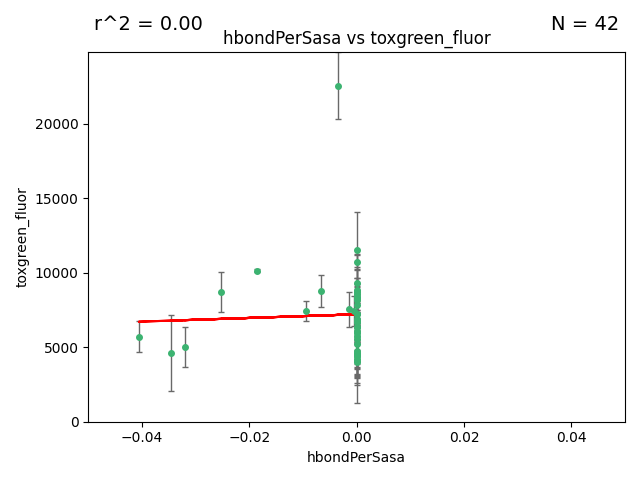 r^2 = 0.00
N = 42
hbondPerSasa vs toxgreen_fluor
toxgreen_fluor
20000
15000
10000
5000
0
−0.04
−0.02
0.00
0.02
0.04
hbondPerSasa